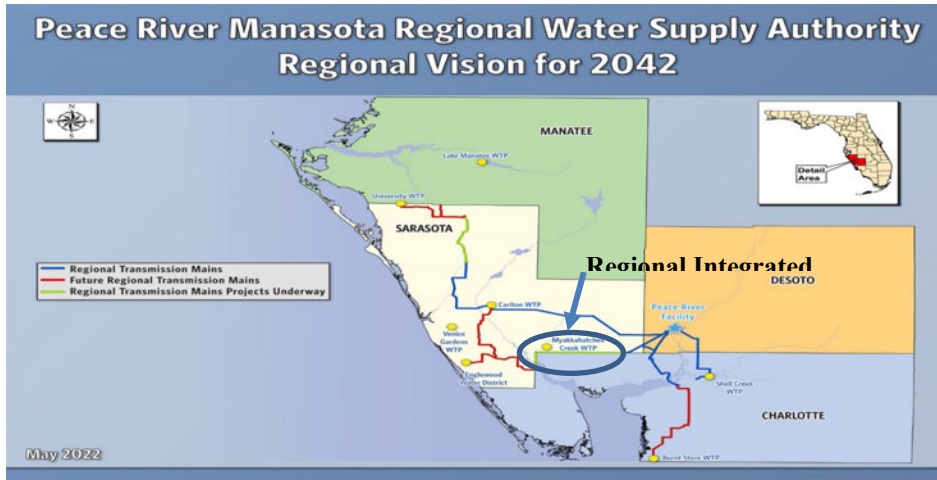 Peace River Manasota Regional Water Supply Authority
Regional Vision for 2042
N
W
E
S
MANATEE
Lake Manatee WTP
Detail
Area
University WTP
SARASOTA
Regional Integrated
DESOTO
Regional Transmission Mains
Future Regional Transmission Mains
Regional Transmission Mains Projects Underway
Carlton WTP
Peace River
Facility
Venice
Gardens
WTP
Myakkahatchee
Creek WTP
Englewood
Water District
Shell Creek
WTP
CHARLOTTE
May 2022
Burnt Store WTP